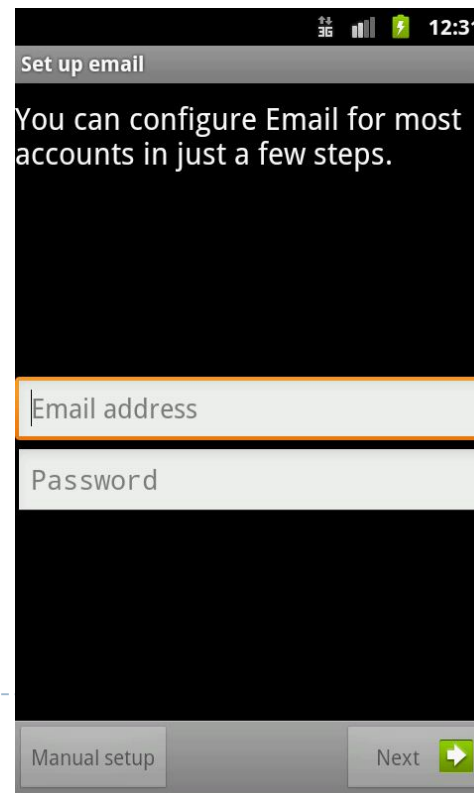 3G 12:31
Set up email
You can configure Email for most
accounts in just a few steps.
Email address
Password
Manual setup
Next